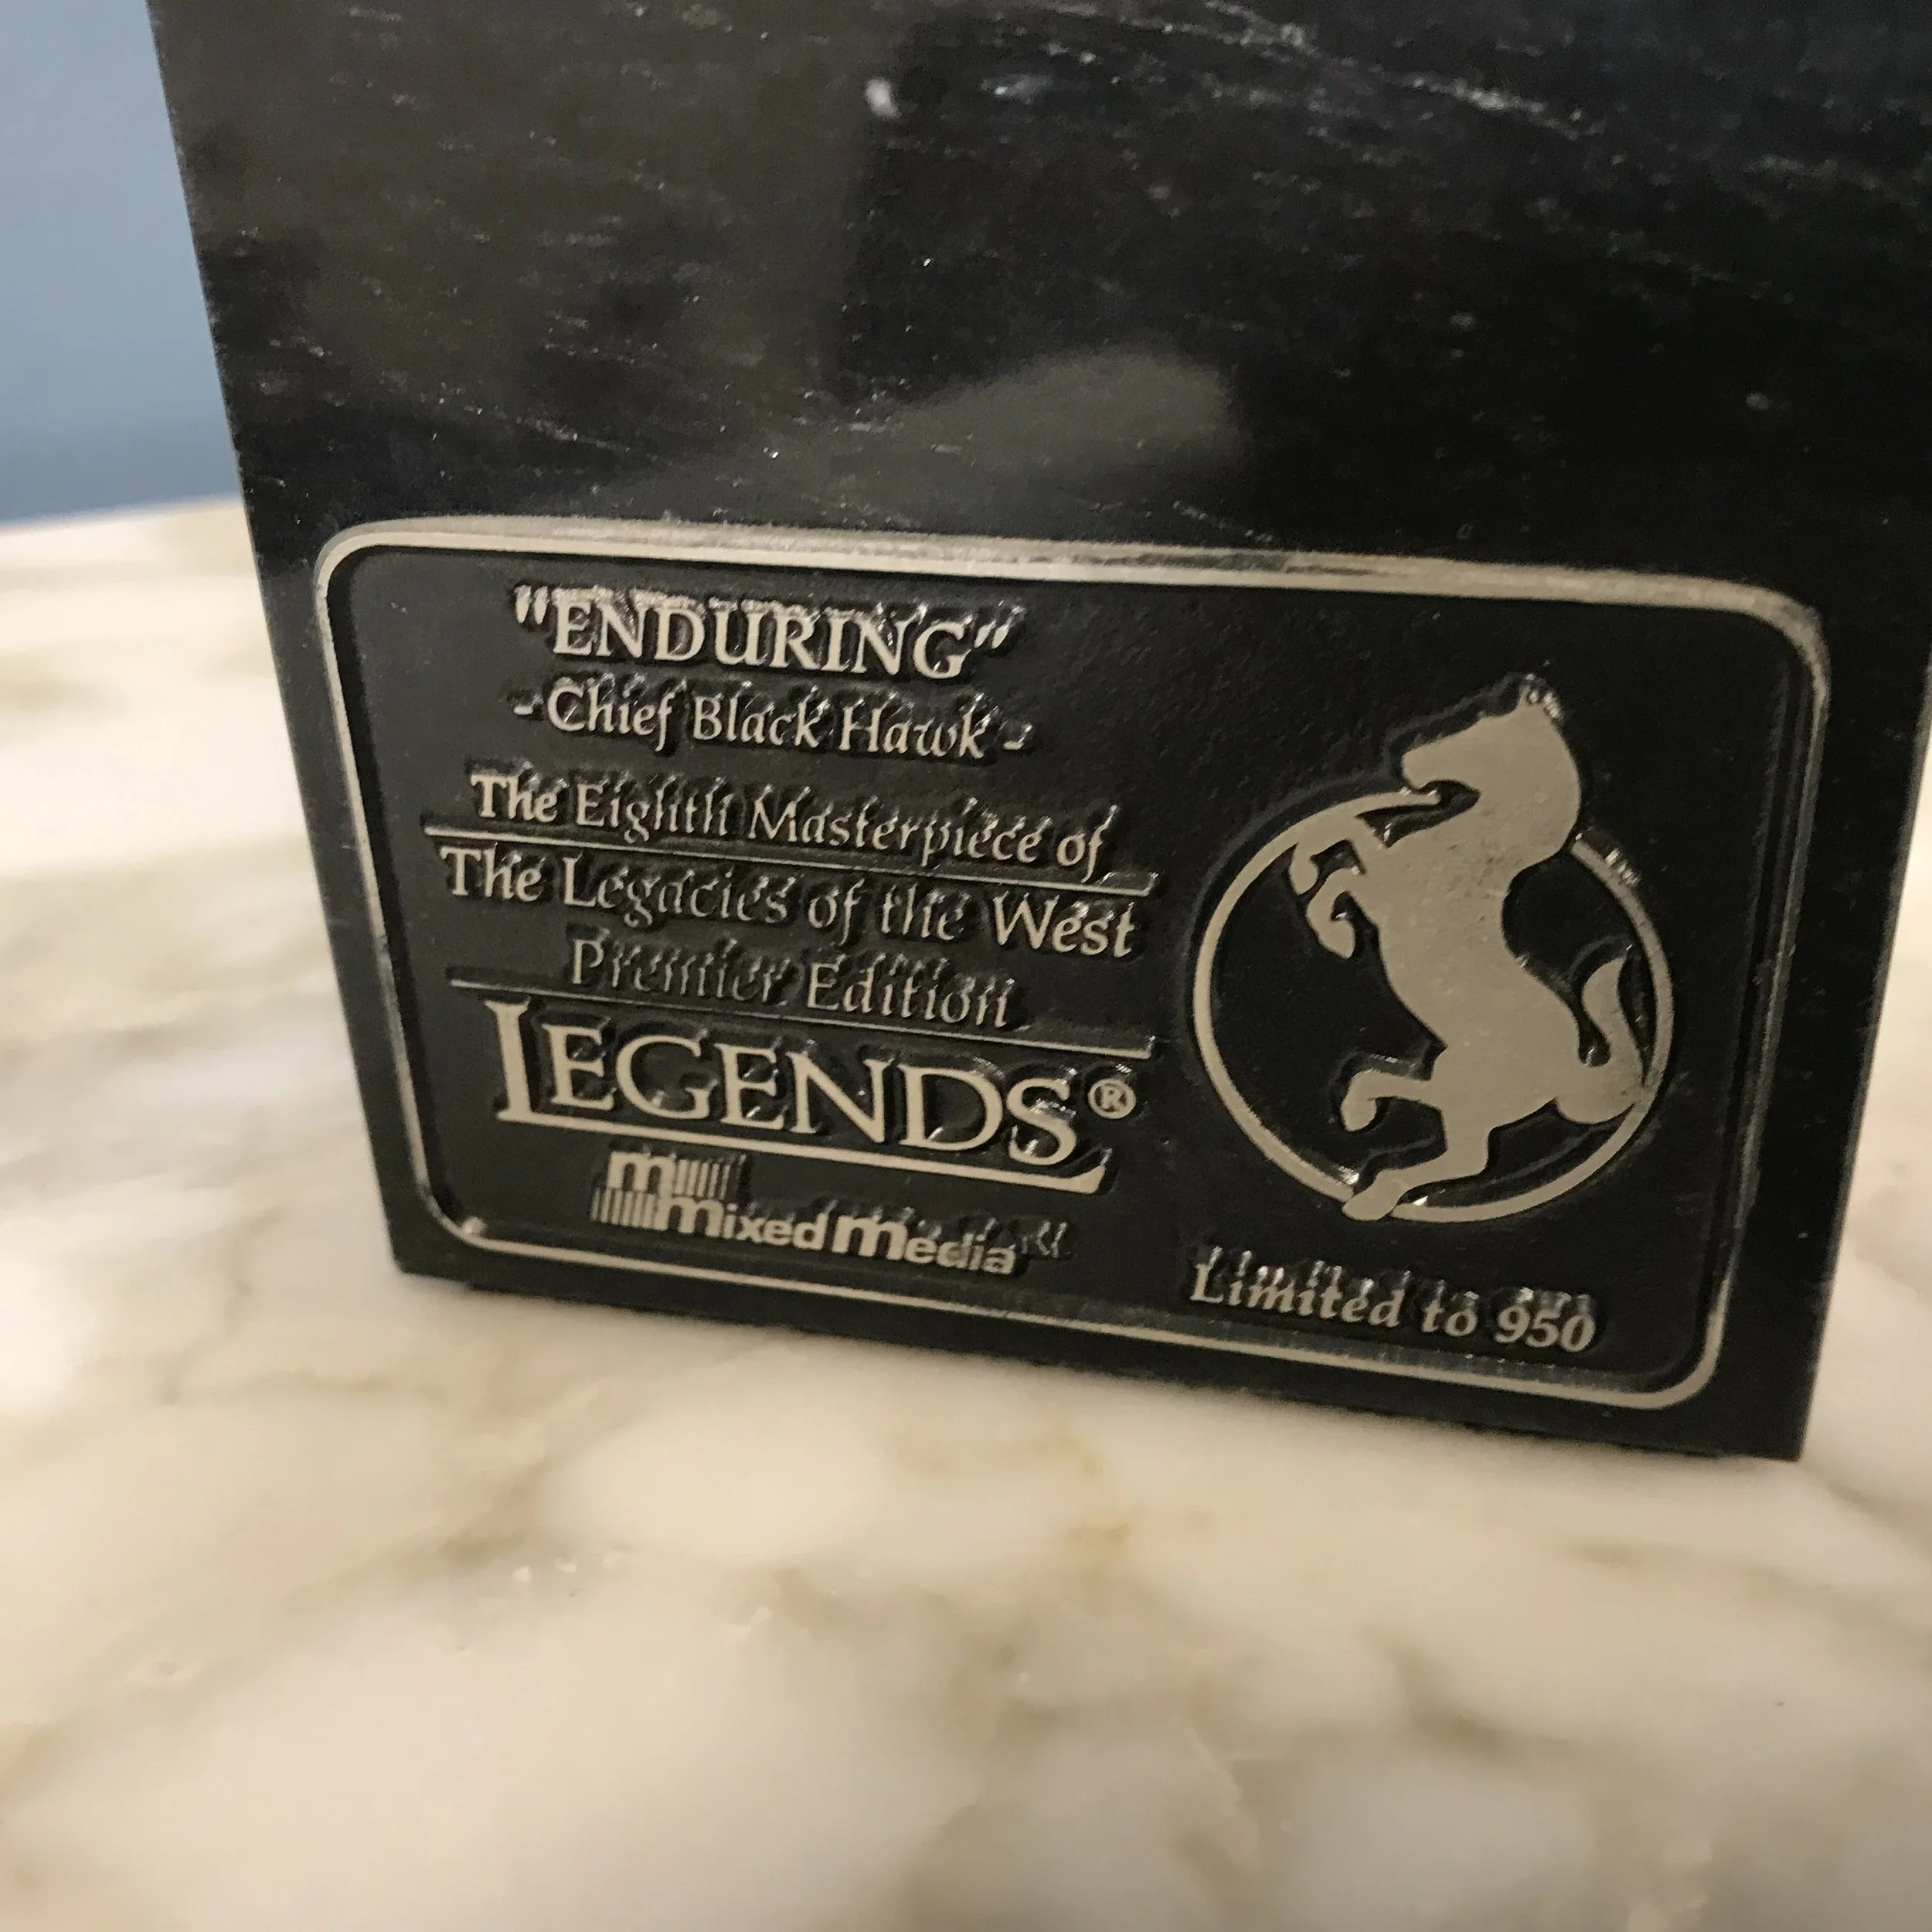 "ENDURING"
- Chief Black Hawk -
The Eighth Masterpiece of
The Legacies of the West
Premier Edition
LEGENDS®
mixed media
Limited to 950